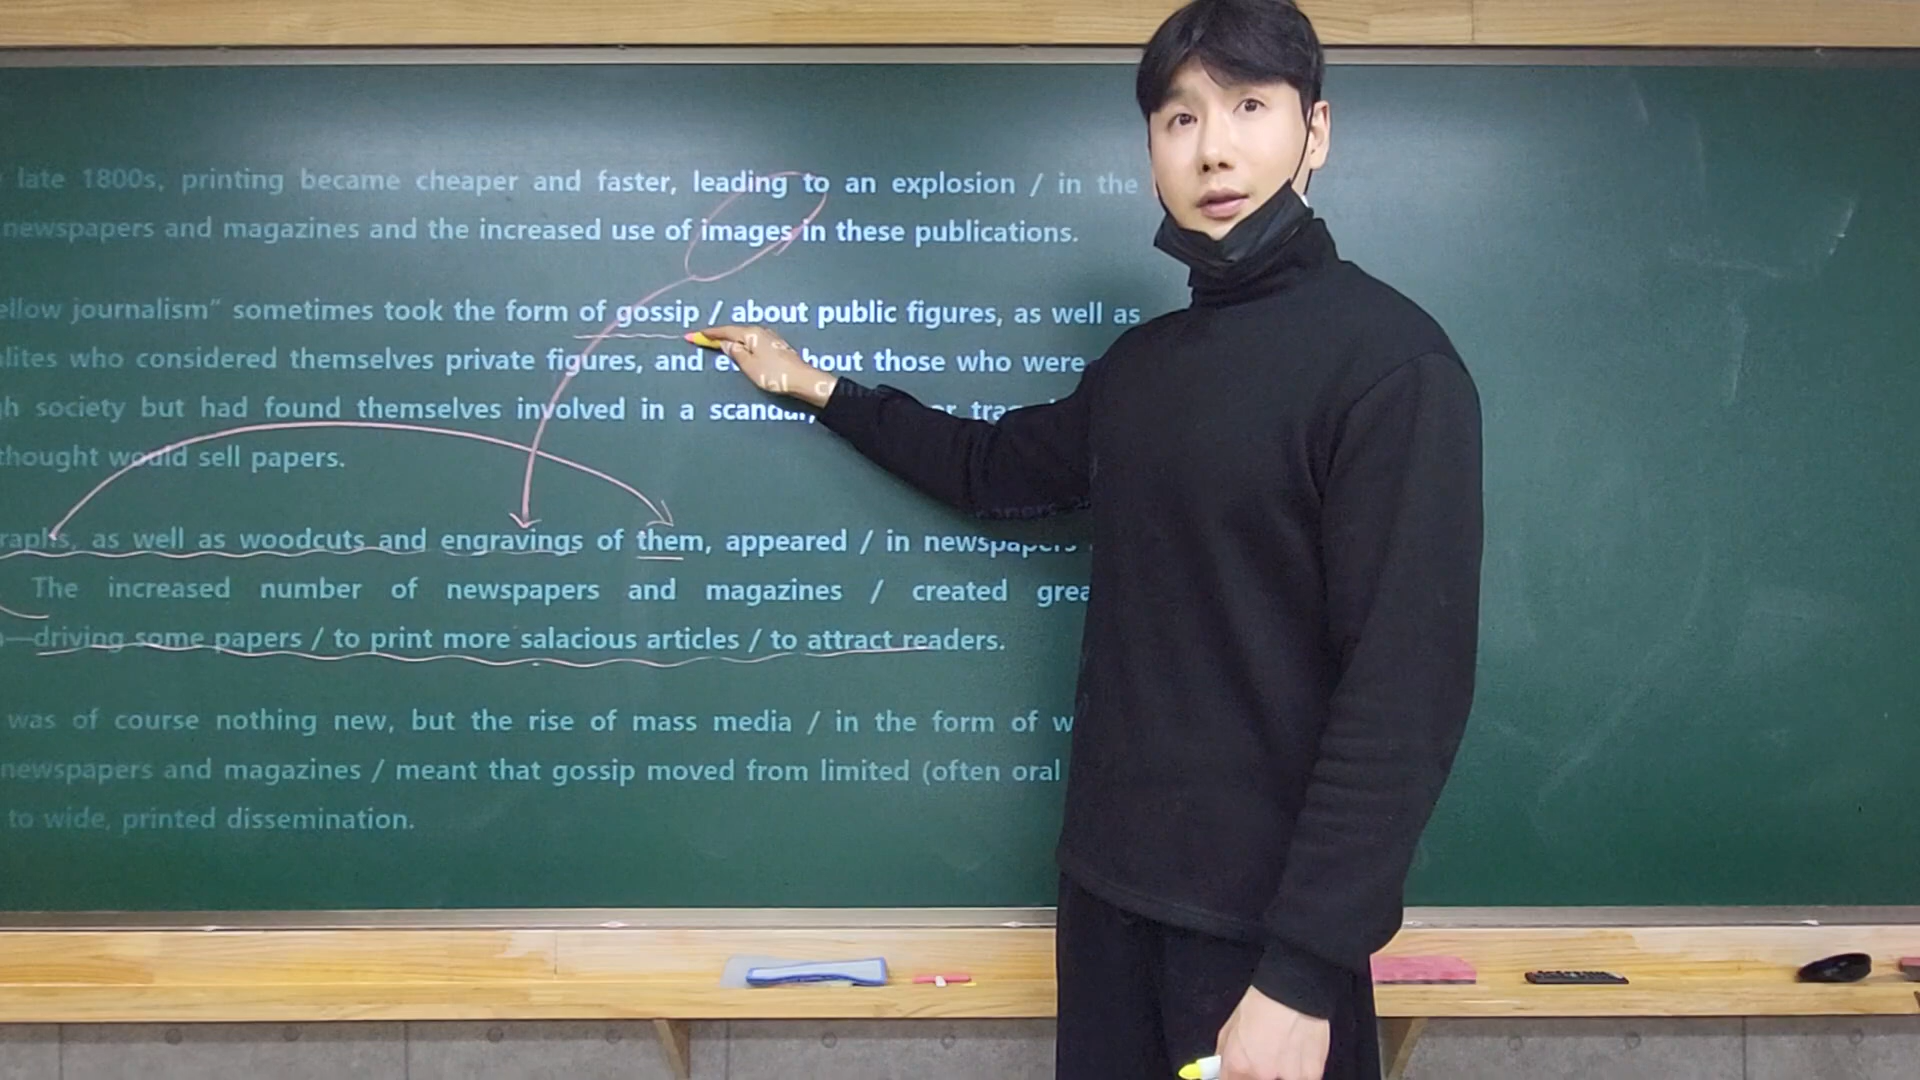 late 1800s, printing became cheaper and faster, leading to an explosion / in the
newspapers and magazines and the increased use of images in these publications.
ellow journalism” sometimes took the form of gossip / about public figures, as well as
lites who considered themselves private figures, and about those who were
h society but had found themselves involved in a scandal,
thought would sell papers.
raphs, as well as woodcuts and engravings of them, appeared / in newspapers
The increased number of newspapers and magazines / created grea
—driving some papers / to print more salacious articles / to attract readers.
was of course nothing new, but the rise of mass media / in the form of w
newspapers and magazines / meant that gossip moved from limited (often oral
to wide, printed dissemination.